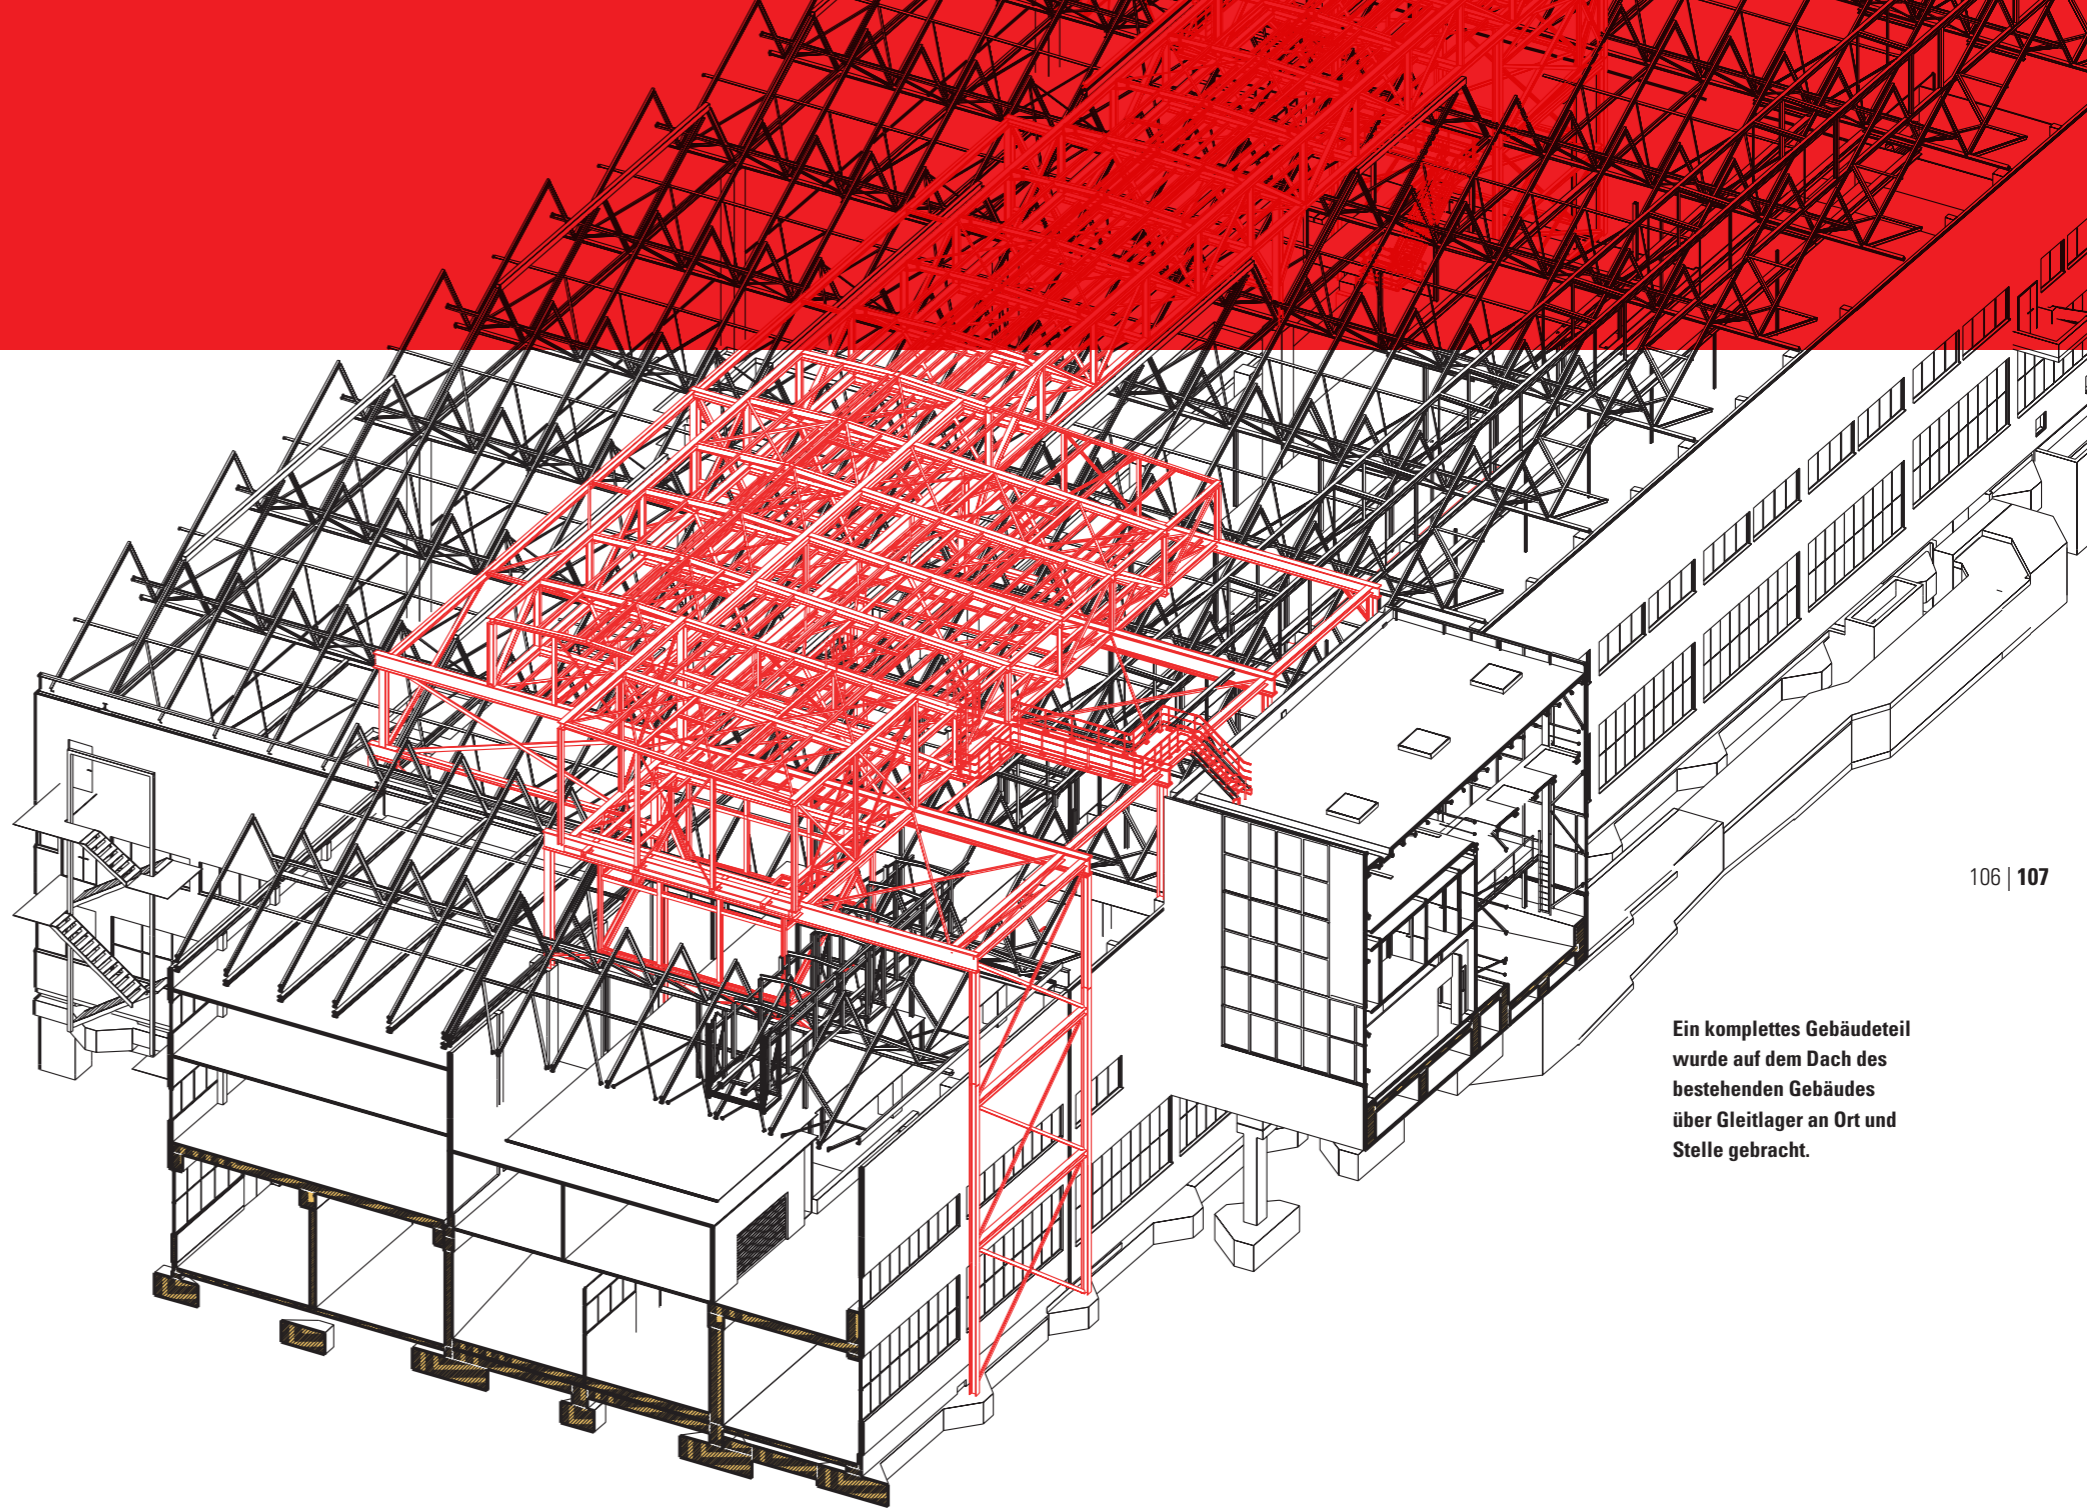 106 | 107
Ein komplettes Gebäudeteil
wurde auf dem Dach des
bestehenden Gebäudes
über Gleitlager an Ort und
Stelle gebracht.